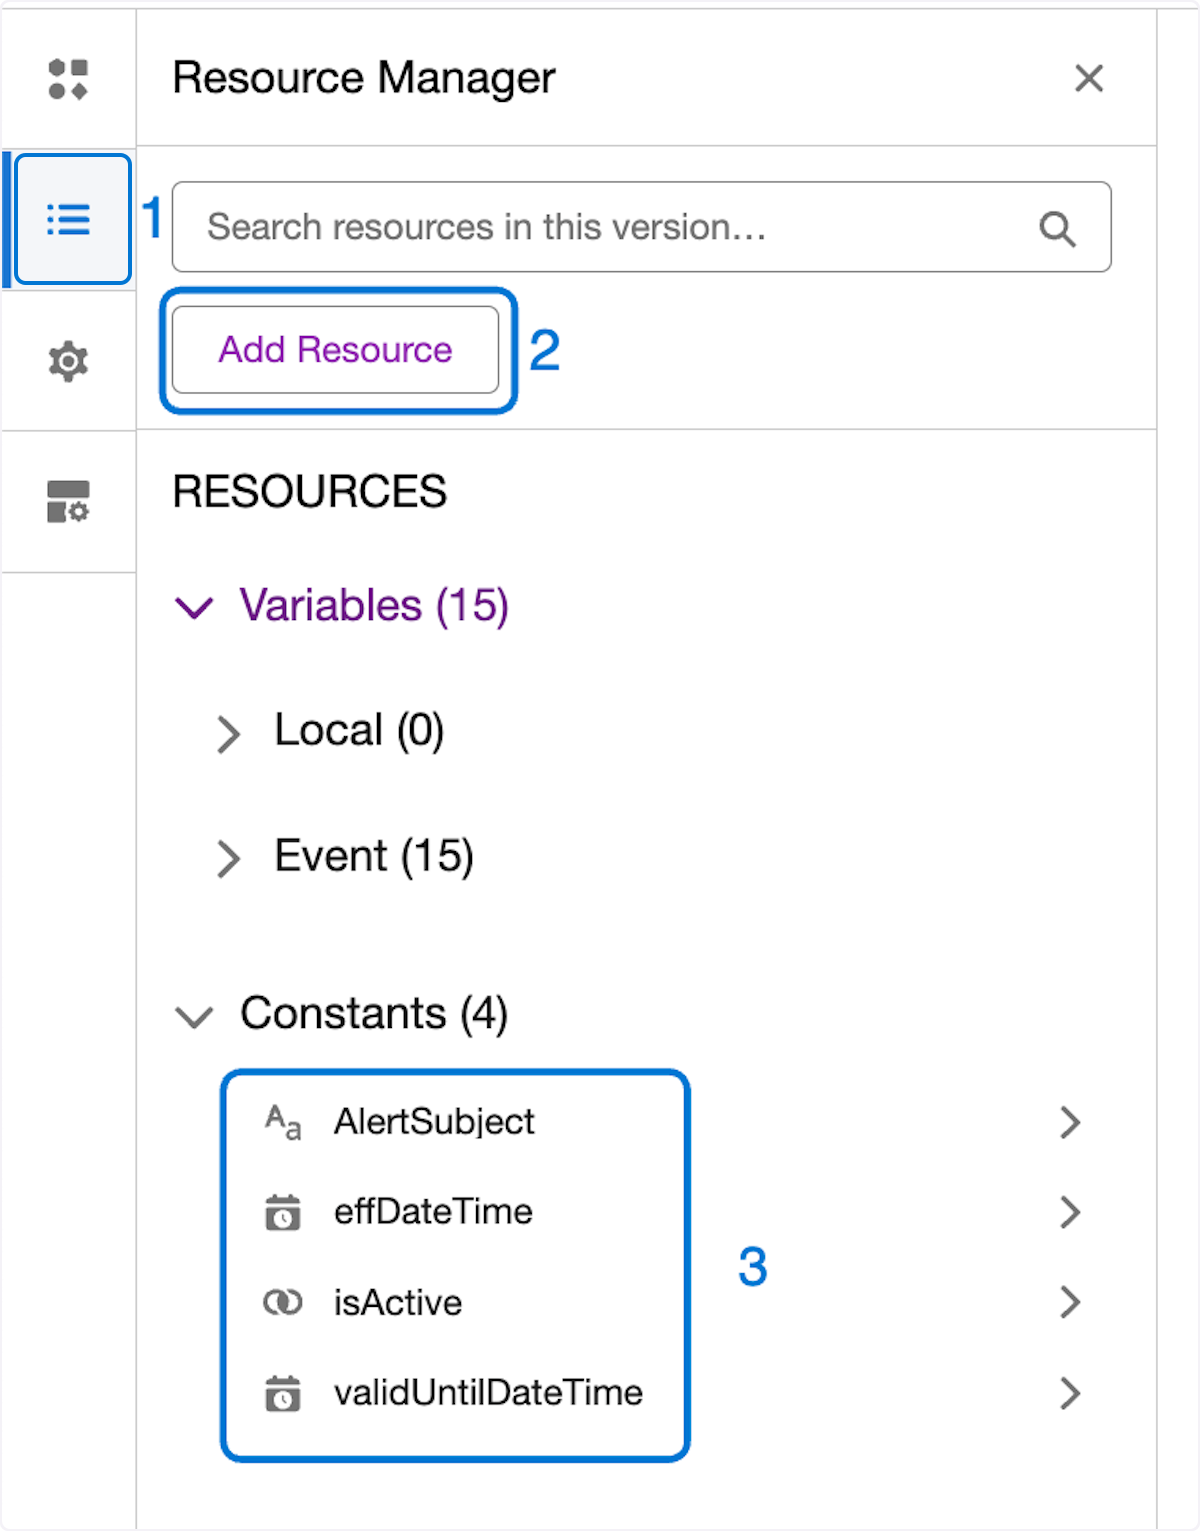 Resource Manager
1
Search resources in this version...
Add Resource
2
RESOURCES
Variables (15)
Local (0)
Event (15)
Constants (4)
AlertSubject
effDateTime
isActive
validUntilDateTime
3